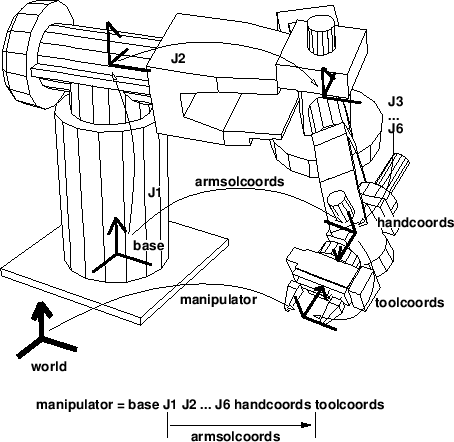 J2
J3
...
J6
J1
armsolcoords
handcoords
base
manipulator
toolcoords
world
manipulator = base J1 J2 ... J6 handcoords toolcoords
armsolcoords